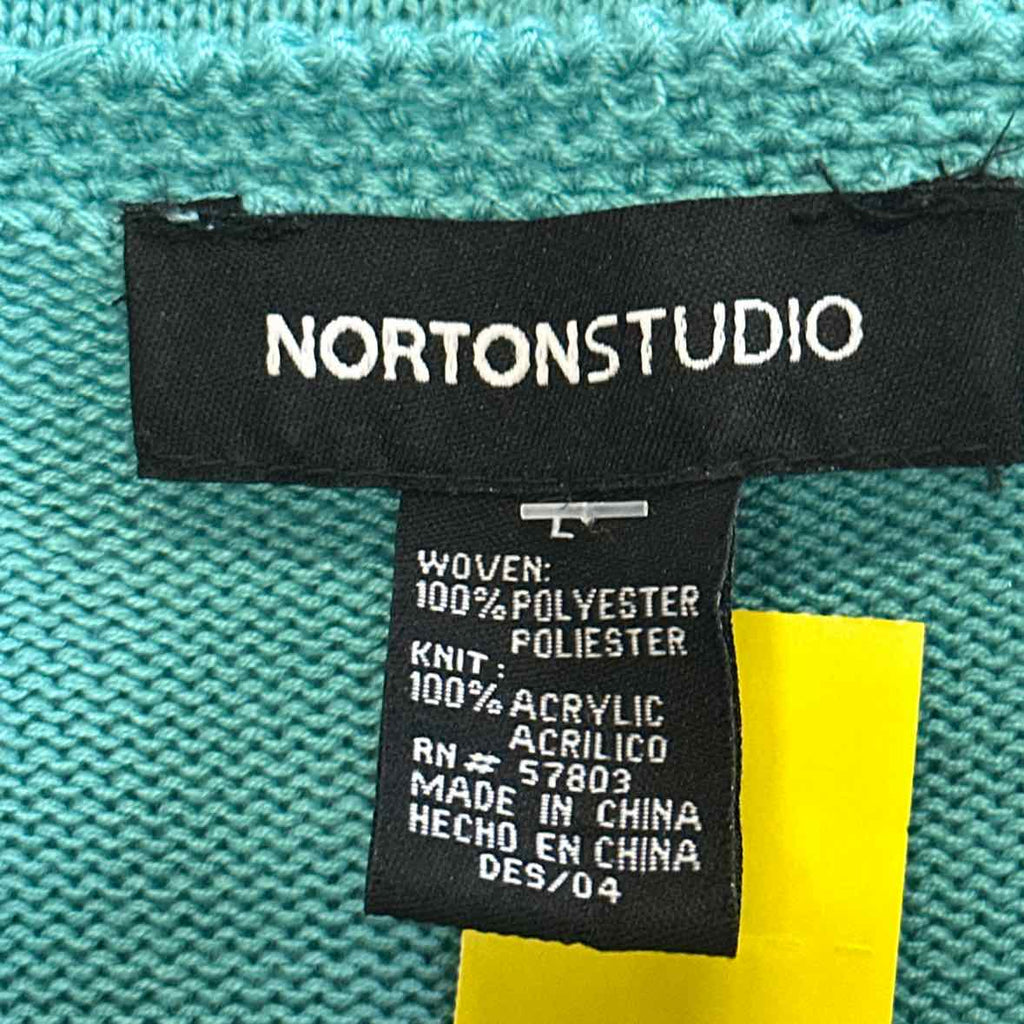 NORTONSTUDIO
L
WOVEN:
100% POLYESTER
POLIESTER
KNIT:
100% ACRYLIC
ACRILICO
RN# 57803
MADE IN CHINA
HECHO EN CHINA
DES/04